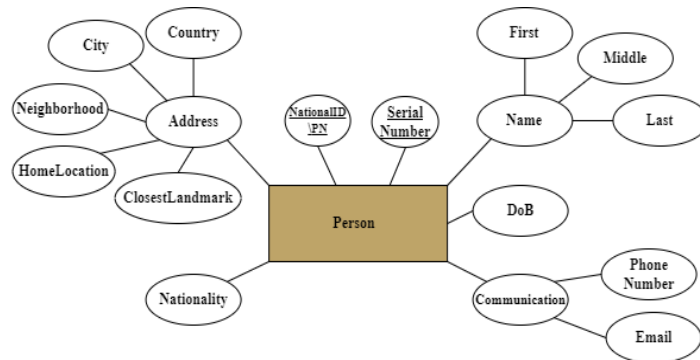 Country
First
City
Middle
Neighborhood
Address
NationalID
\PN
Serial
Number
Name
Last
HomeLocation
ClosestLandmark
Person
DoB
Nationality
Communication
Phone
Number
Email